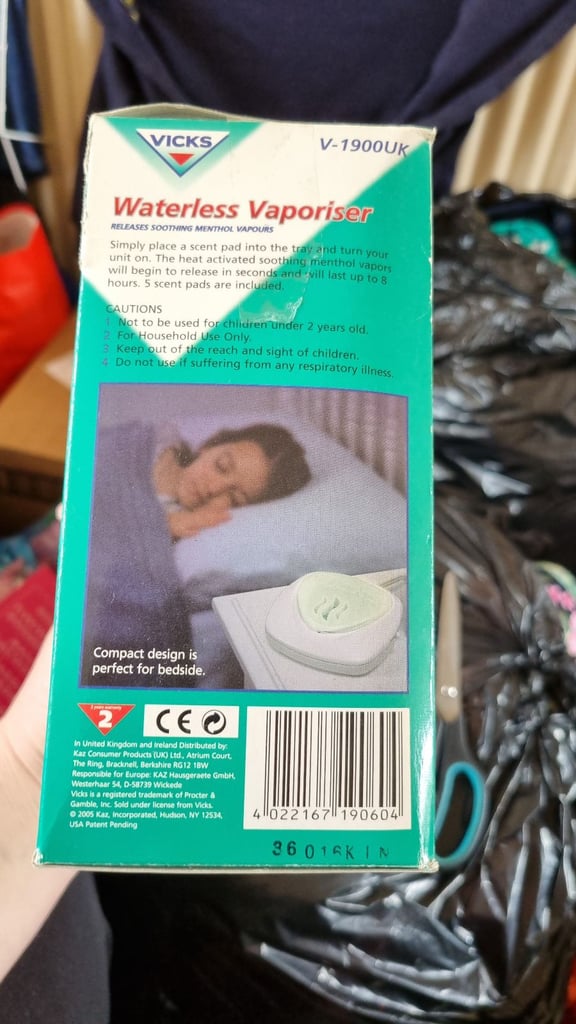 VICKS
V-1900UK
Waterless Vaporiser
RELEASES SOOTHING MENTHOL VAPOURS
Simply place a scent pad into the tray and turn your
unit on. The heat activated soothing menthol vapors
will begin to release in seconds and will last up to 8
hours. 5 scent pads are included.
CAUTIONS
1 Not to be used for children under 2 years old.
2 For Household Use Only.
3 Keep out of the reach and sight of children.
4 Do not use if suffering from any respiratory illness.
Compact design is
perfect for bedside.
2 years warranty
2
CE
In United Kingdom and Ireland Distributed by:
Kaz Consumer Products (UK) Ltd., Atrium Court,
The Ring, Bracknell, Berkshire RG12 1BW
Responsible for Europe: KAZ Hausgeraete GmbH,
Westerhaar 54, D-58739 Wickede
Vicks is a registered trademark of Procter &
Gamble, Inc. Sold under license from Vicks.
© 2005 Kaz, Incorporated, Hudson, NY 12534,
USA Patent Pending
4 022167 190604
36016KIN